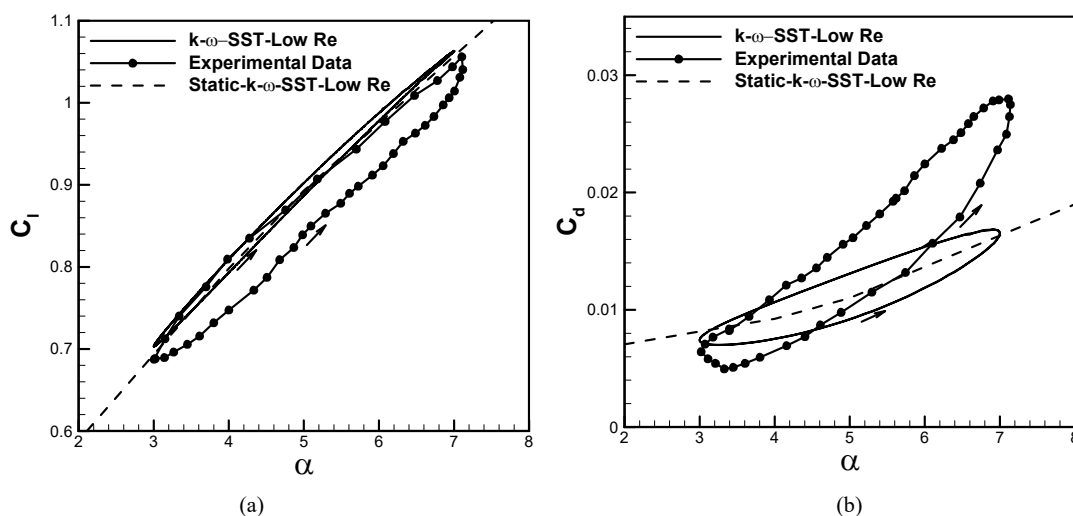 1.1
k-ω–SST-Low Re
Experimental Data
Static-k-ω-SST-Low Re
1
0.9
0.8
0.7
0.6
C_l
2 3 4 5 6 7 8
α
(a)
k-ω–SST-Low Re
Experimental Data
Static-k-ω-SST-Low Re
0.03
0.02
0.01
0
C_d
2 3 4 5 6 7 8
α
(b)